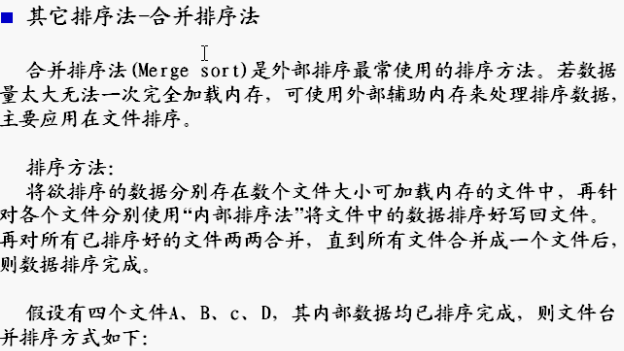 ■ 其它排序法-合并排序法
合并排序法(Merge sort)是外部排序最常使用的排序方法。若数据
量太大无法一次完全加载内存，可使用外部辅助内存来处理排序数据，
主要应用在文件排序。
排序方法：
将欲排序的数据分别存在数个文件大小可加载内存的文件中，再针
对各个文件分别使用“内部排序法”将文件中的数据排序好写回文件。
再对所有已排序好的文件两两合并，直到所有文件合并成一个文件后，
则数据排序完成。
假设有四个文件A、B、c、D，其内部数据均已排序完成，则文件台
并排序方式如下：